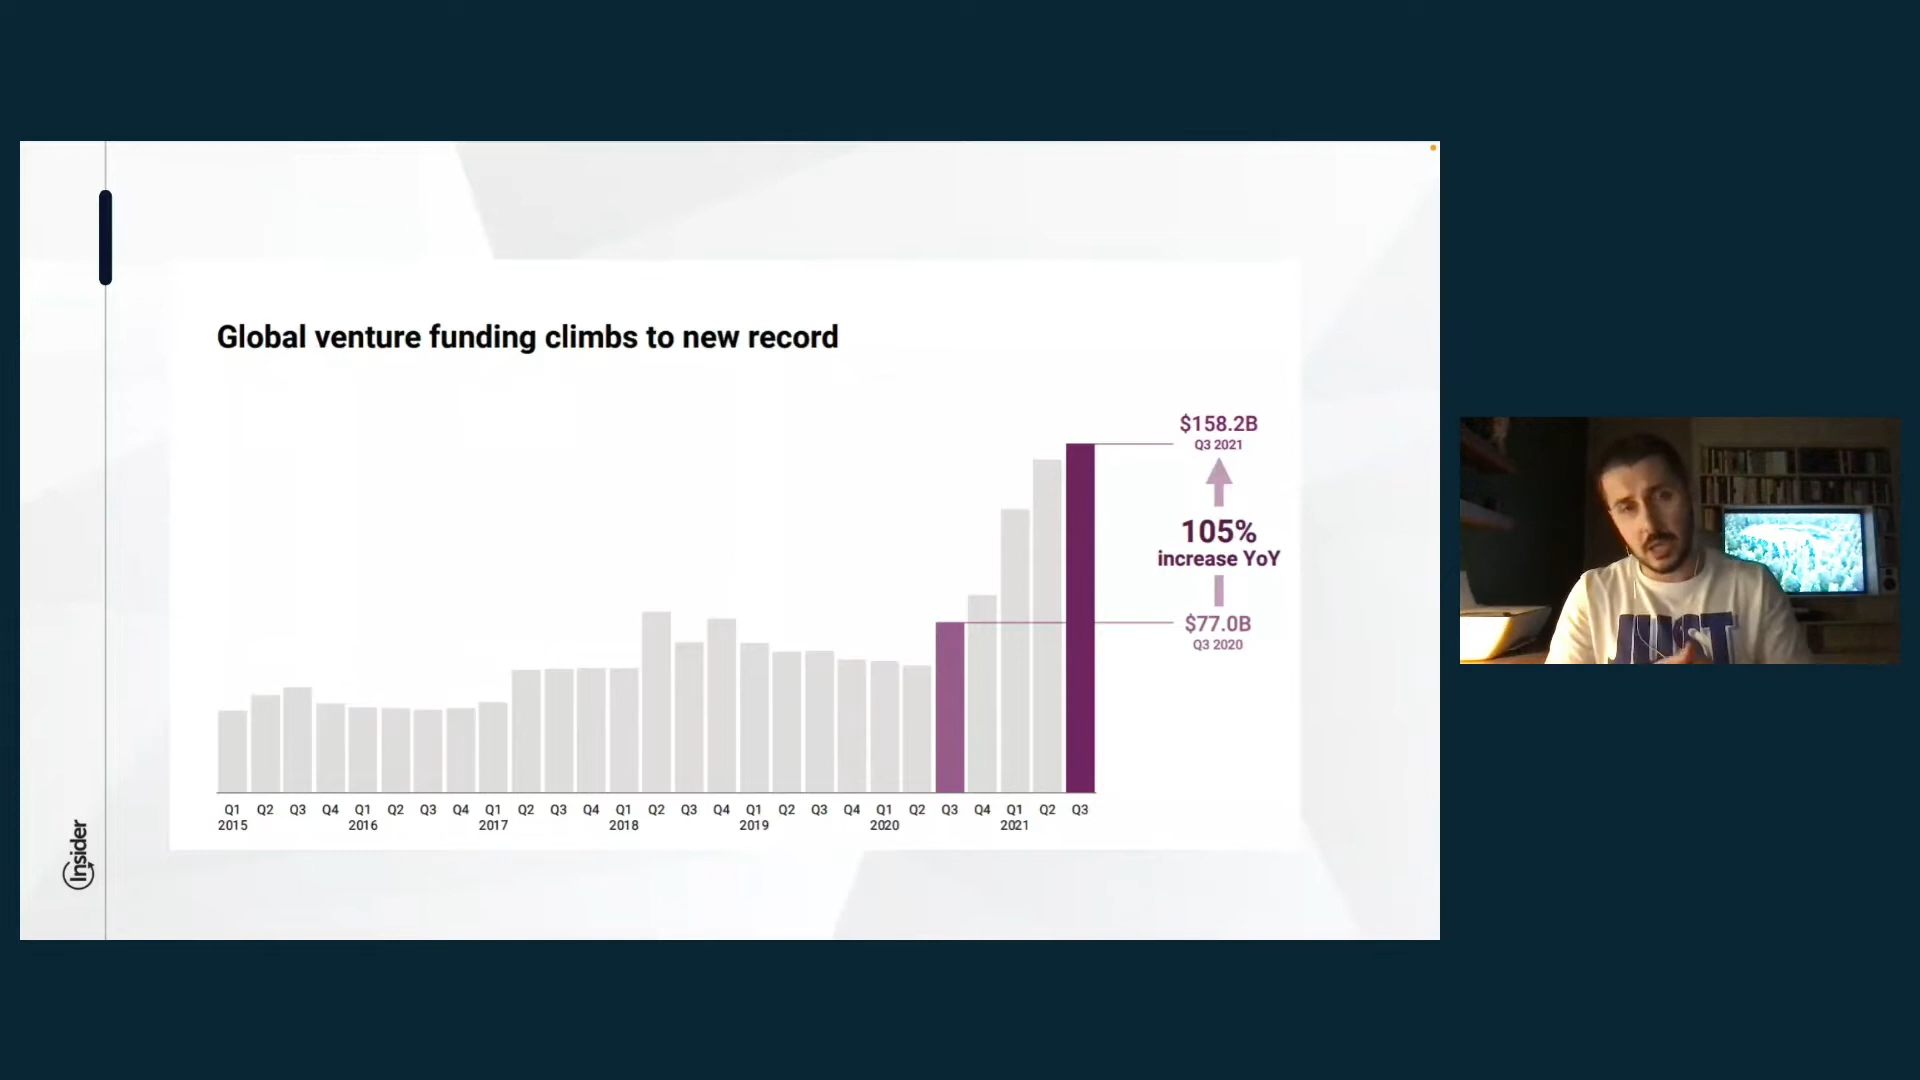 Global venture funding climbs to new record
$158.2B
Q3 2021
105%
increase YoY
$77.0B
Q3 2020
Q1 Q2 Q3 Q4 Q1 Q2 Q3 Q4 Q1 Q2 Q3 Q4 Q1 Q2 Q3 Q4 Q1 Q2 Q3 Q4 Q1 Q2 Q3 Q4 Q1 Q2 Q3
2015 2016 2017 2018 2019 2020 2021
Insider
JUST